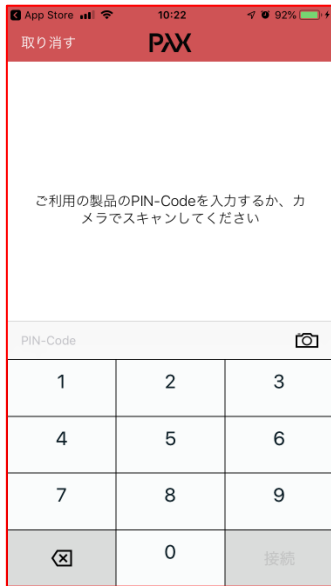 App Store 10:22 92%
取り消す PAX
ご利用の製品のPIN-Codeを入力するか、カ
メラでスキャンしてください
PIN-Code
1 2 3
4 5 6
7 8 9
0 接続